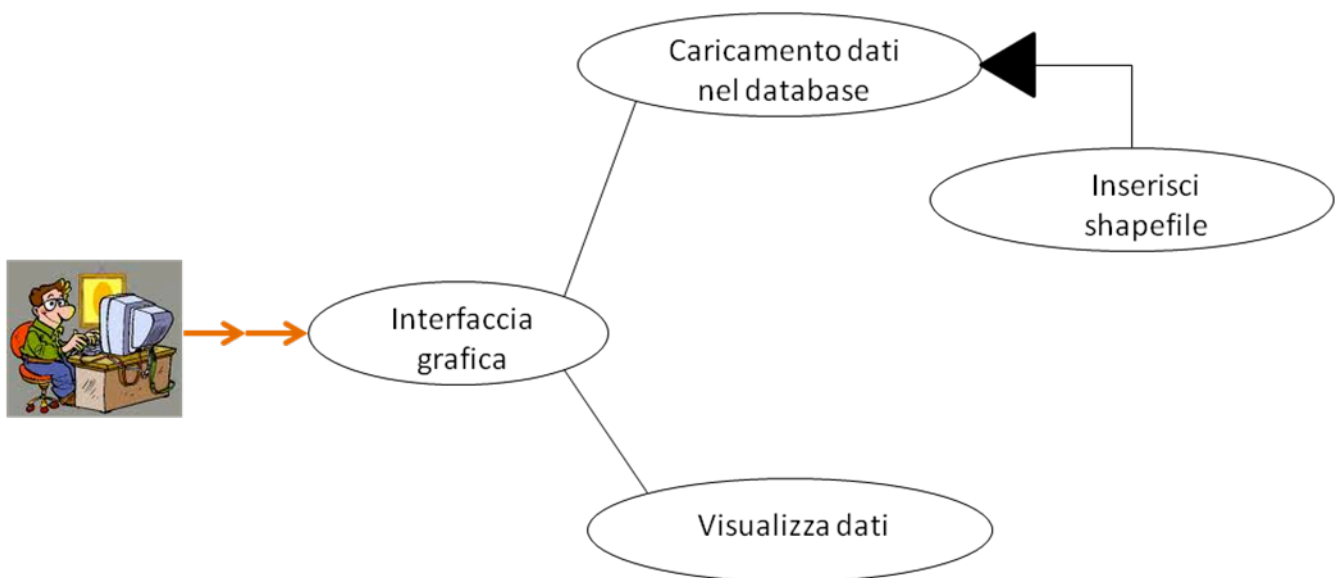 Caricamento dati
nel database
Inserisci
shapefile
Interfaccia
grafica
Visualizza dati